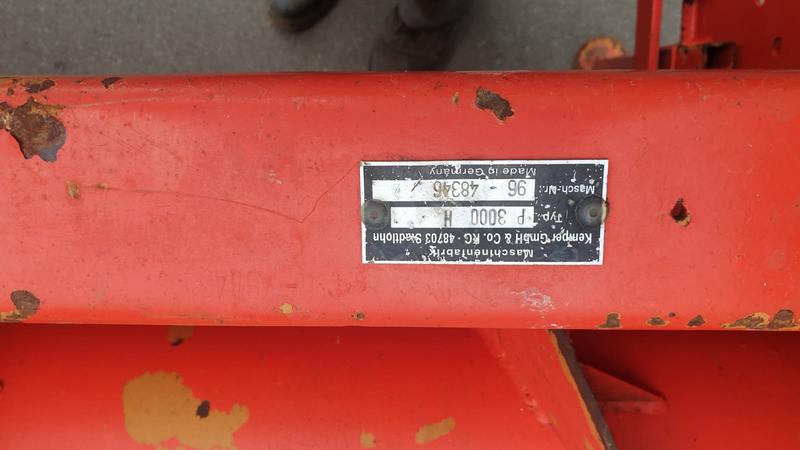 Maschinenfabrik
Kemper GmbH & Co. KG · 48703 Stadtlohn
Typ: P 3000 H
Masch.-Nr.: 96 48346
Made in Germany